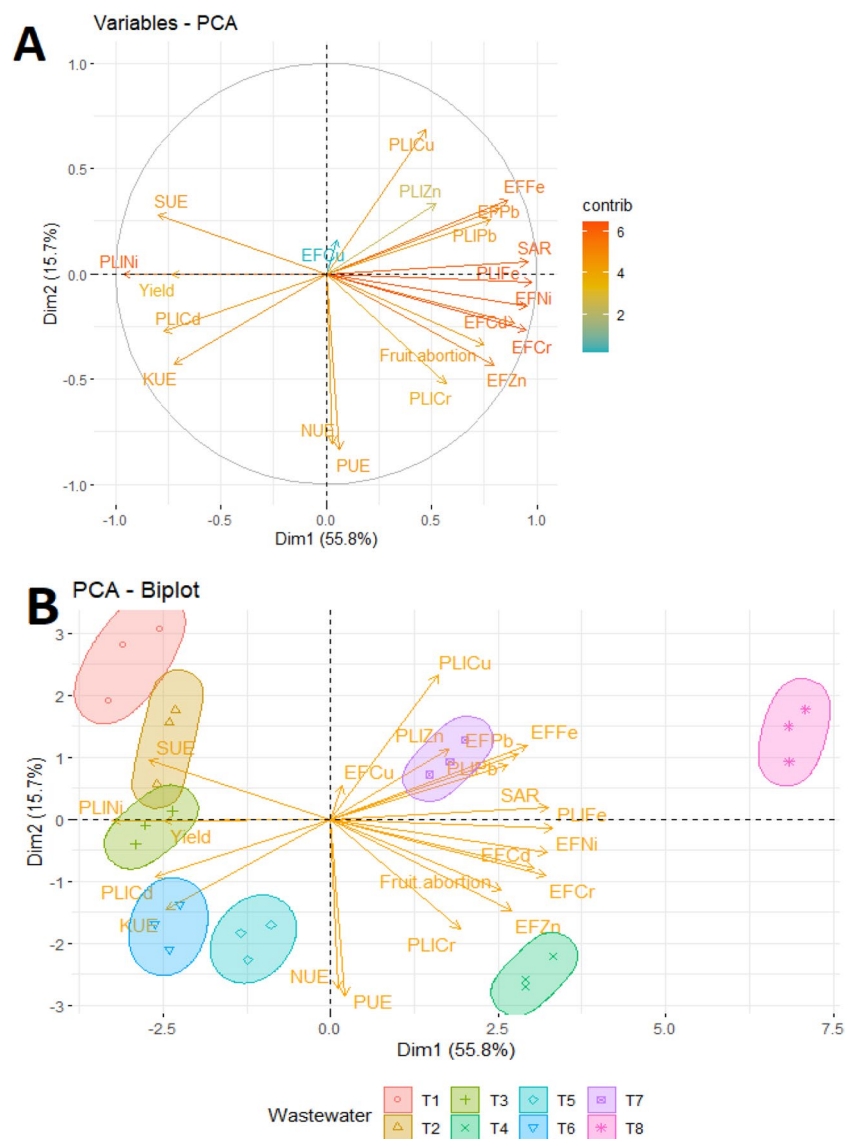 A
Variables - PCA
1.0
PLICu
0.5
PLIZn
EFFe
SUE
EFPb
PLIPb
contrib
6
4
2
EFCu
SAR
Dim2 (15.7%)
0.0
PLINi
PLIFe
Yield
EFNi
PLICd
EFCd
EFCr
Fruit.abortion
KUE
EFZn
-0.5
PLICr
NUE
PUE
-1.0
-1.0 -0.5 0.0 0.5 1.0
Dim1 (55.8%)
B
PCA - Biplot
3
PLICu
2
PLIZn
EFPb
EFFe
SUE
1
EFCu
PLIPb
SAR
PLINi
PLIFe
Dim2 (15.7%)
0
Yield
EFNi
EFCd
-1
PLICd
Fruit.abortion
EFCr
KUE
EFZn
PLICr
-2
NUE
PUE
-3
-2.5 0.0 2.5 5.0 7.5
Dim1 (55.8%)
Wastewater
T1 T3 T5 T7
T2 T4 T6 T8